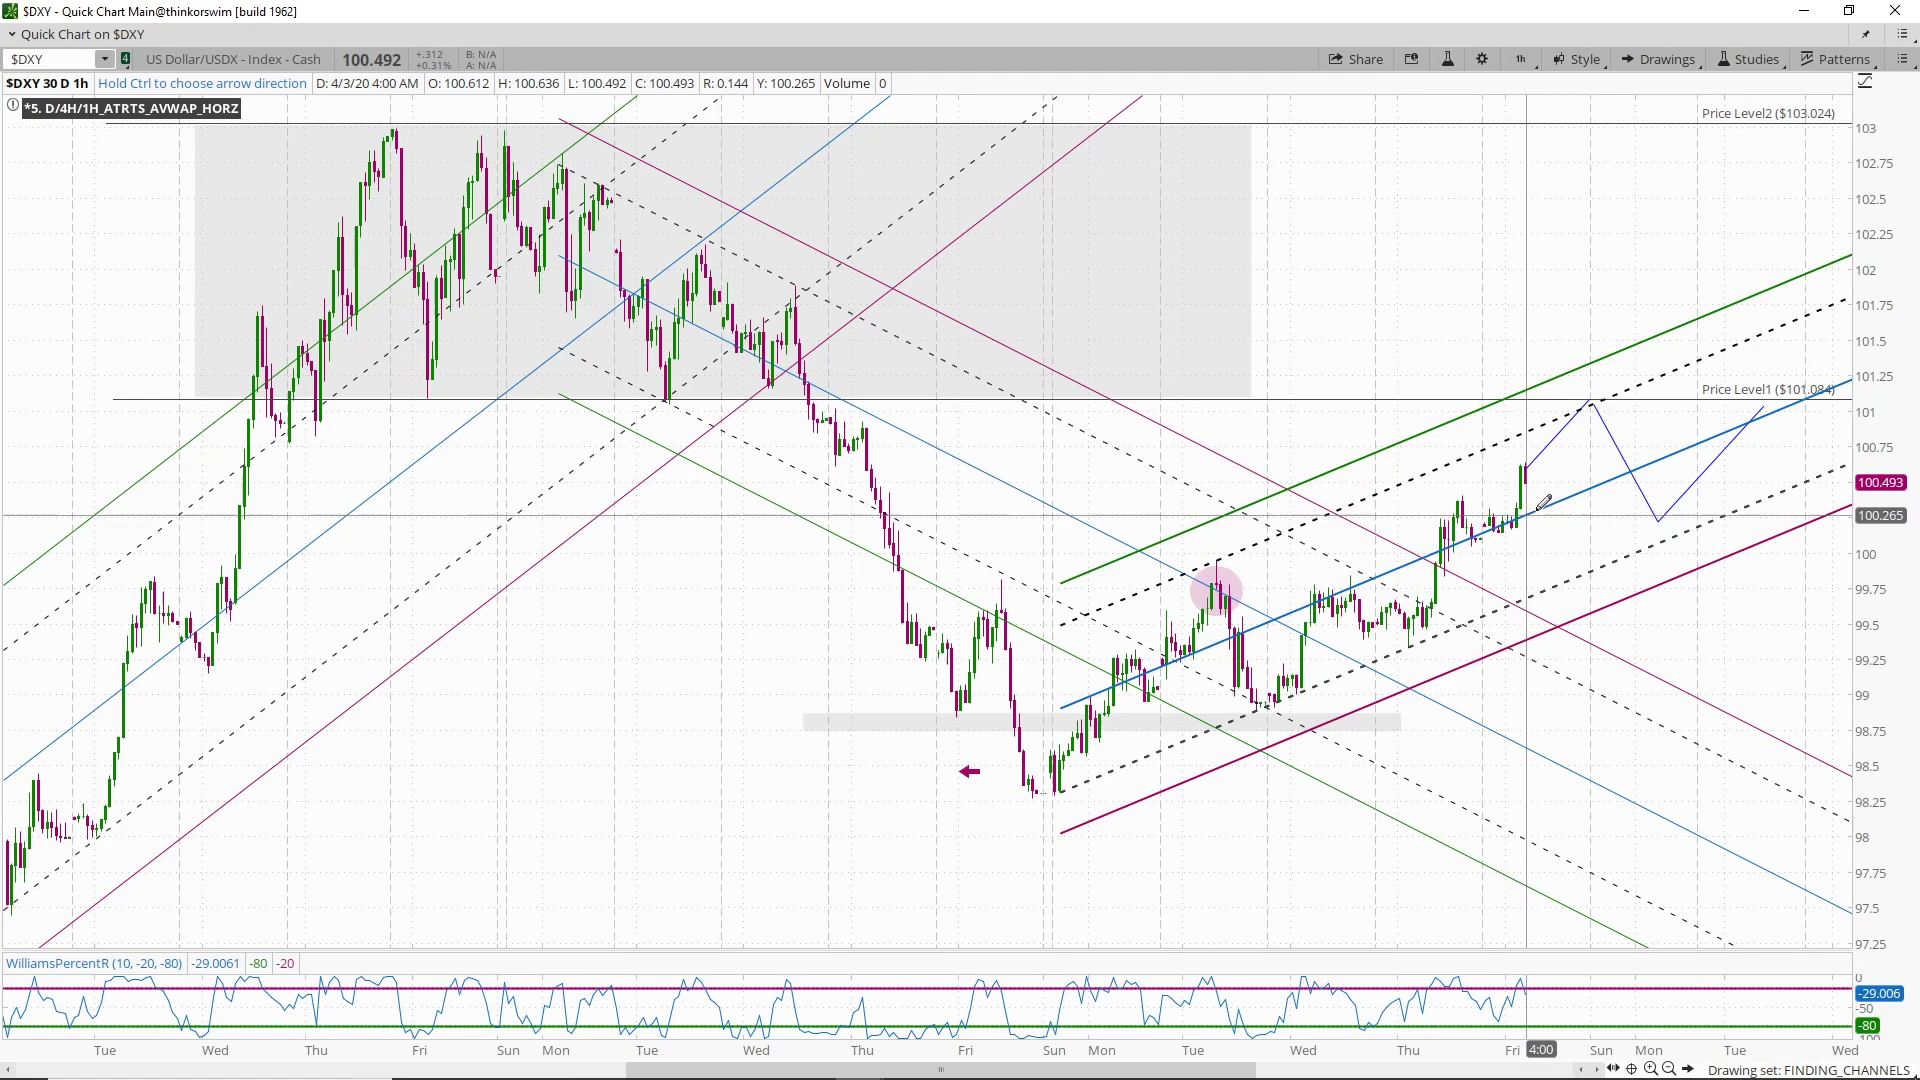 $DXY - Quick Chart Main@thinkorswim [build 1962]
Quick Chart on $DXY
$DXY 4 US Dollar/USDX - Index - Cash 100.492 +.312 +0.31% B: N/A A: N/A Share 1h Style Drawings Studies Patterns
$DXY 30 D 1h Hold Ctrl to choose arrow direction D: 4/3/20 4:00 AM O: 100.612 H: 100.636 L: 100.492 C: 100.493 R: 0.144 Y: 100.265 Volume 0
*5. D/4H/1H_ATRTS_AVWAP_HORZ
Price Level2 ($103.024)
103
102.75
102.5
102.25
102
101.75
101.5
101.25
Price Level1 ($101.084)
101
100.75
100.493
100.265
100
99.75
99.5
99.25
99
98.75
98.5
98.25
98
97.75
97.5
97.25
WilliamsPercentR (10, -20, -80) -29.0061 -80 -20
0
-29.006
-50
-80
Tue Wed Thu Fri Sun Mon Tue Wed Thu Fri Sun Mon Tue Wed Thu Fri 4:00 Sun Mon Tue Wed
Drawing set: FINDING_CHANNELS